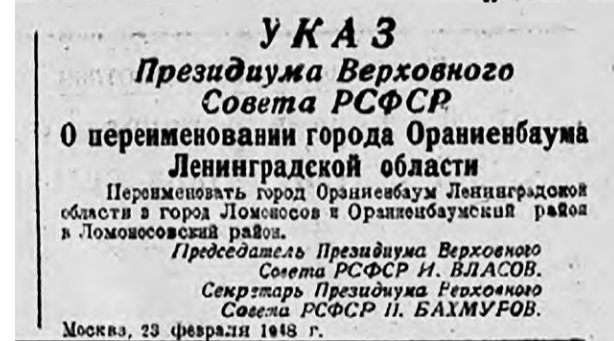 УКАЗ
Президиума Верховного
Совета РСФСР
О переименовании города Ораниенбаума
Ленинградской области
Переименовать город Ораниенбаум Ленинградской
области в город Ломоносов и Ораниенбаумский район
в Ломоносовский район.
Председатель Президиума Верховного
Совета РСФСР И. ВЛАСОВ.
Секретарь Президиума Верховного
Совета РСФСР П. БАХМУРОВ.
Москва, 23 февраля 1948 г.